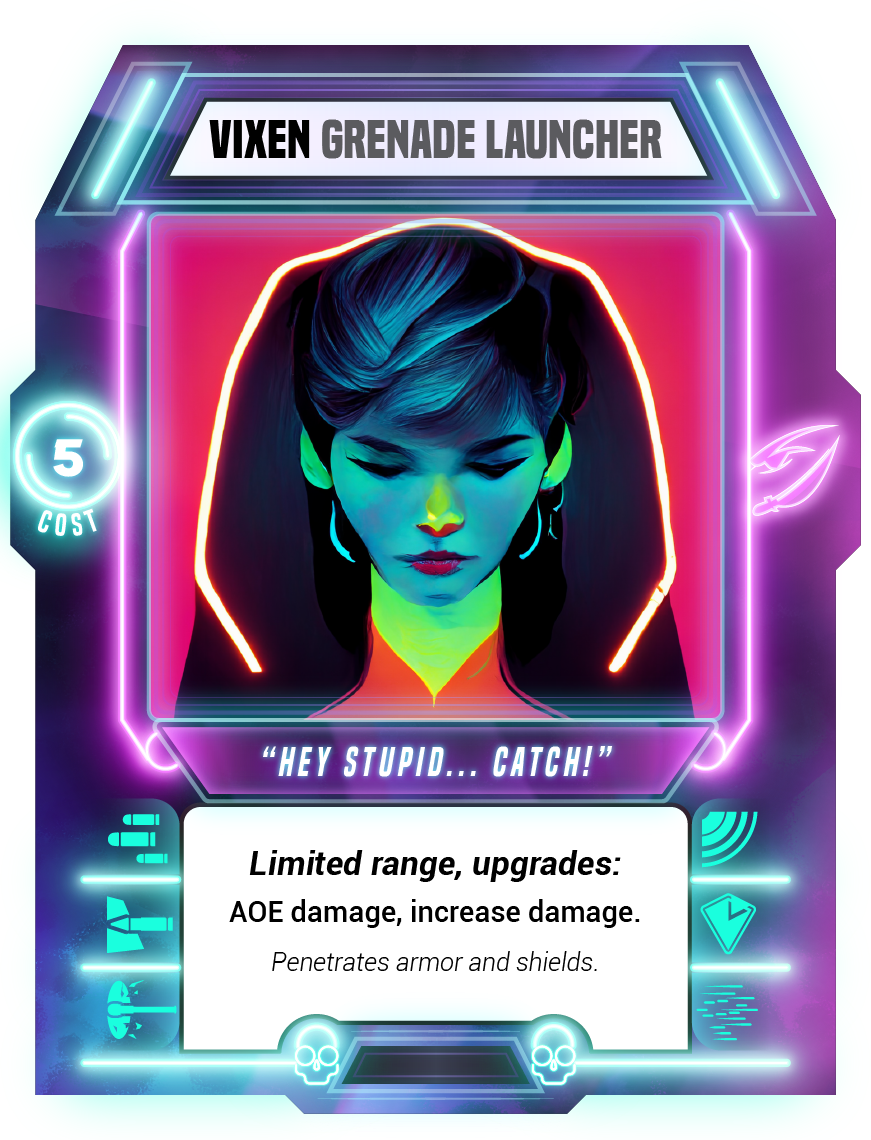 VIXEN GRENADE LAUNCHER
5
COST
“HEY STUPID... CATCH!”
Limited range, upgrades:
AOE damage, increase damage.
Penetrates armor and shields.